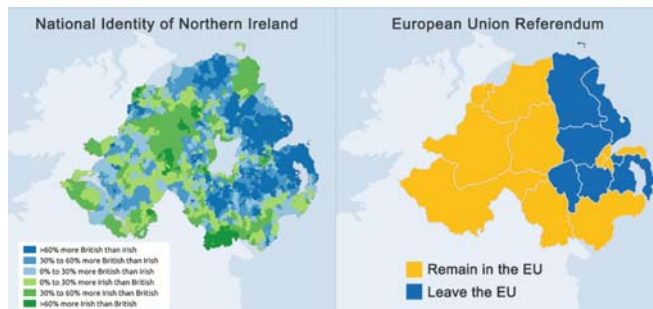 National Identity of Northern Ireland
European Union Referendum
>60% more British than Irish
30% to 60% more British than Irish
0% to 30% more British than Irish
0% to 30% more Irish than British
30% to 60% more Irish than British
>60% more Irish than British
Remain in the EU
Leave the EU